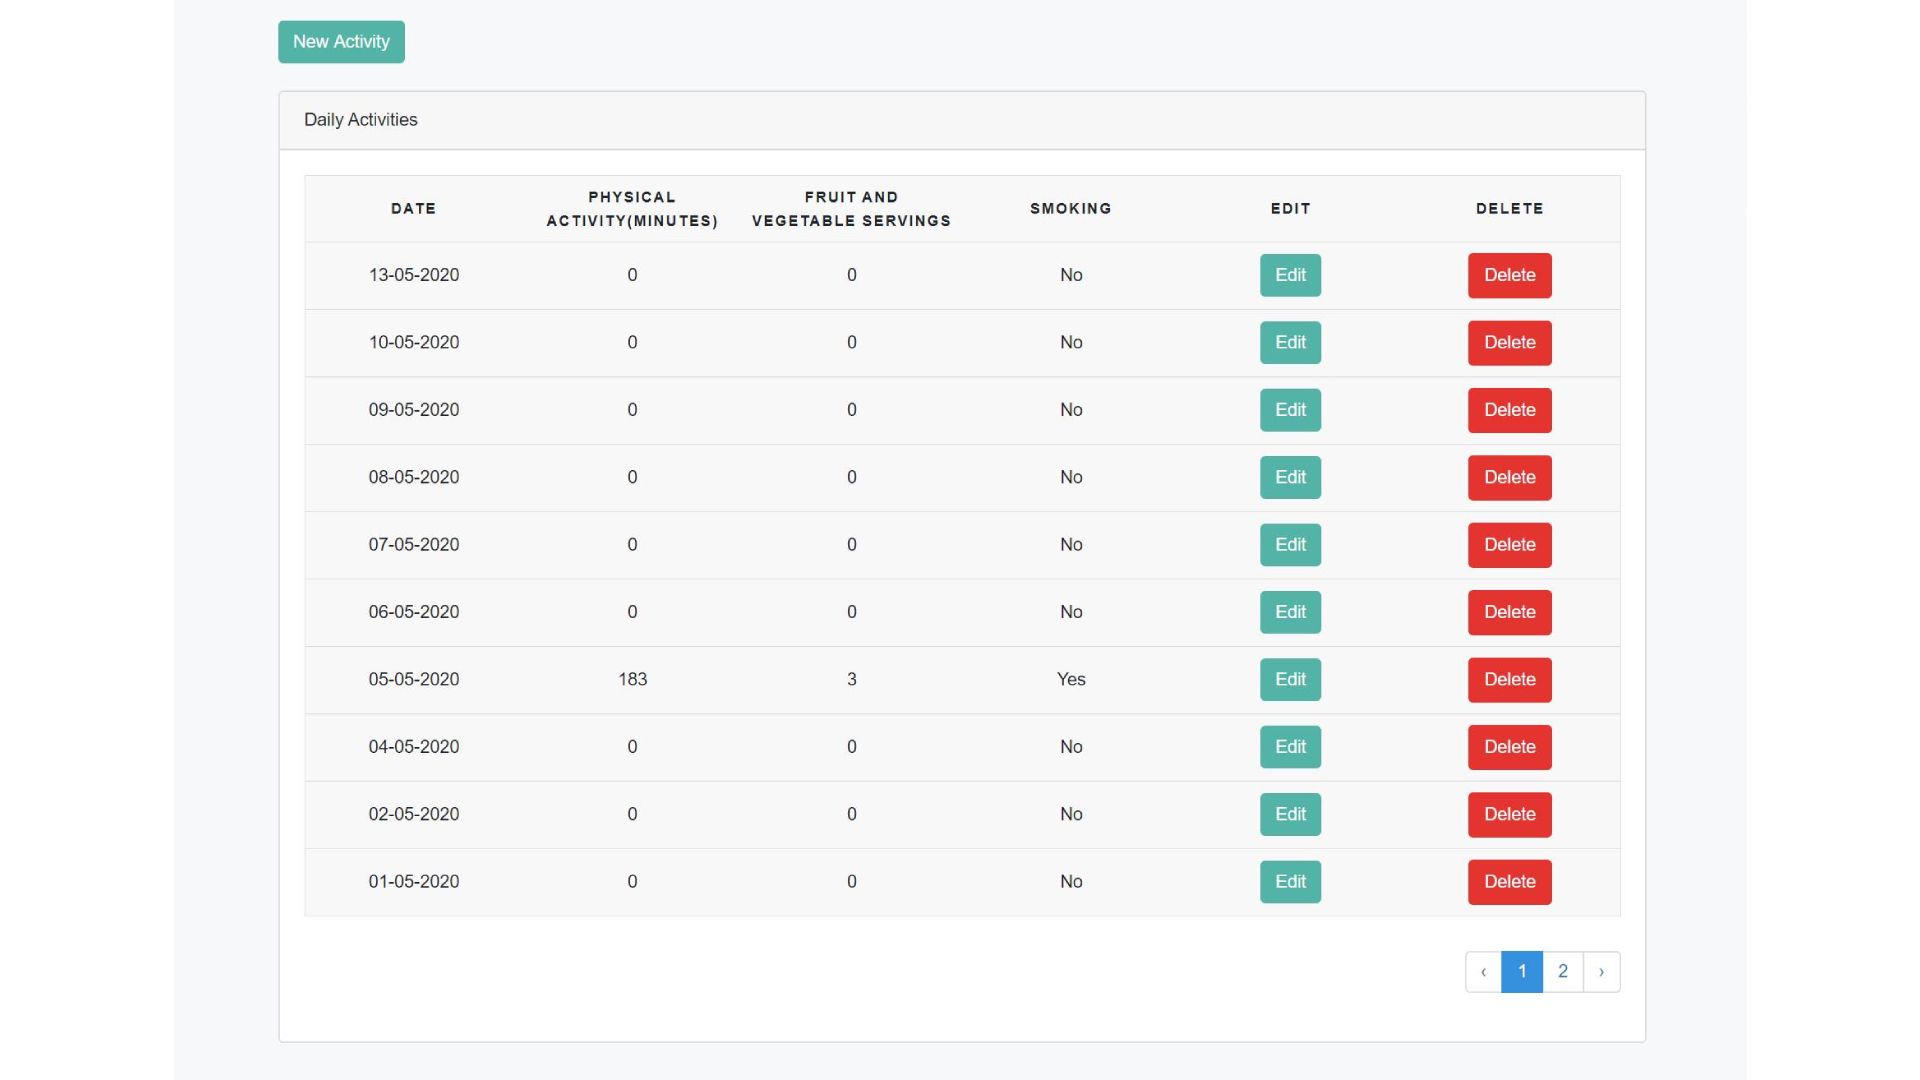 New Activity
Daily Activities
DATE PHYSICAL ACTIVITY(MINUTES) FRUIT AND VEGETABLE SERVINGS SMOKING EDIT DELETE
13-05-2020 0 0 No Edit Delete
10-05-2020 0 0 No Edit Delete
09-05-2020 0 0 No Edit Delete
08-05-2020 0 0 No Edit Delete
07-05-2020 0 0 No Edit Delete
06-05-2020 0 0 No Edit Delete
05-05-2020 183 3 Yes Edit Delete
04-05-2020 0 0 No Edit Delete
02-05-2020 0 0 No Edit Delete
01-05-2020 0 0 No Edit Delete
‹ 1 2 ›